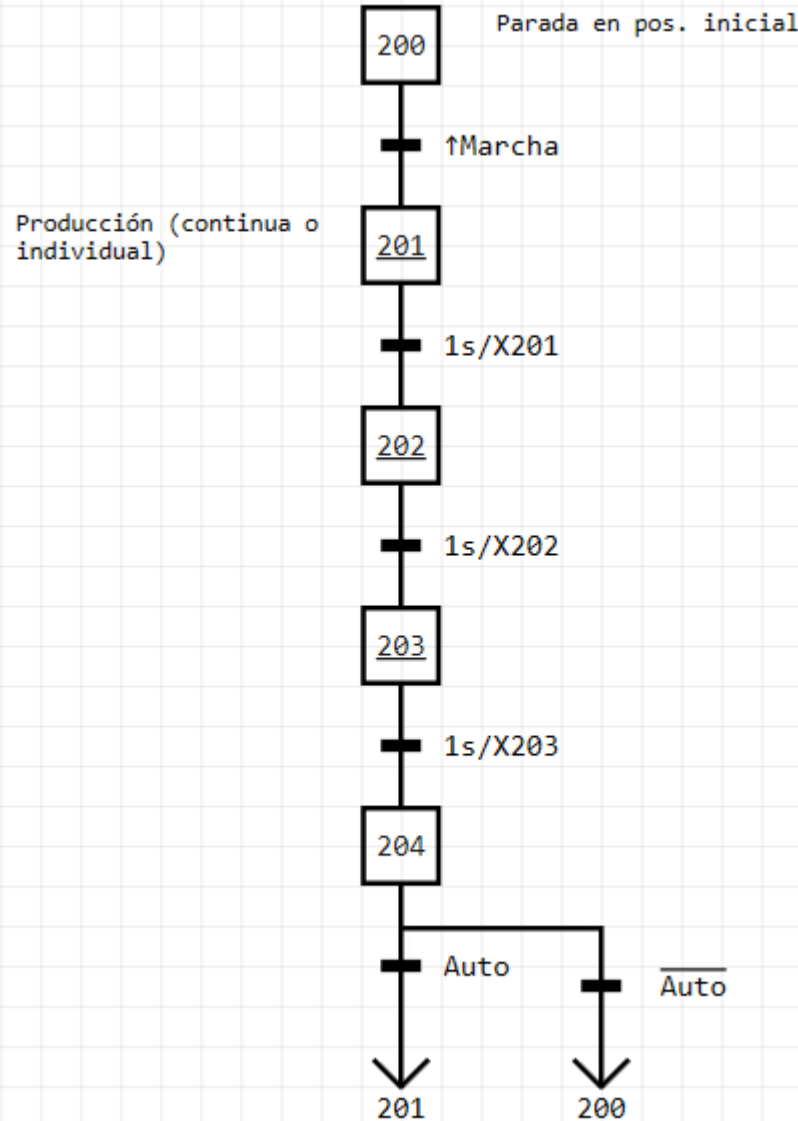 Parada en pos. inicial
200
↑Marcha
Producción (continua o
individual)
201
1s/X201
202
1s/X202
203
1s/X203
204
Auto
A̅u̅t̅o̅
201
200